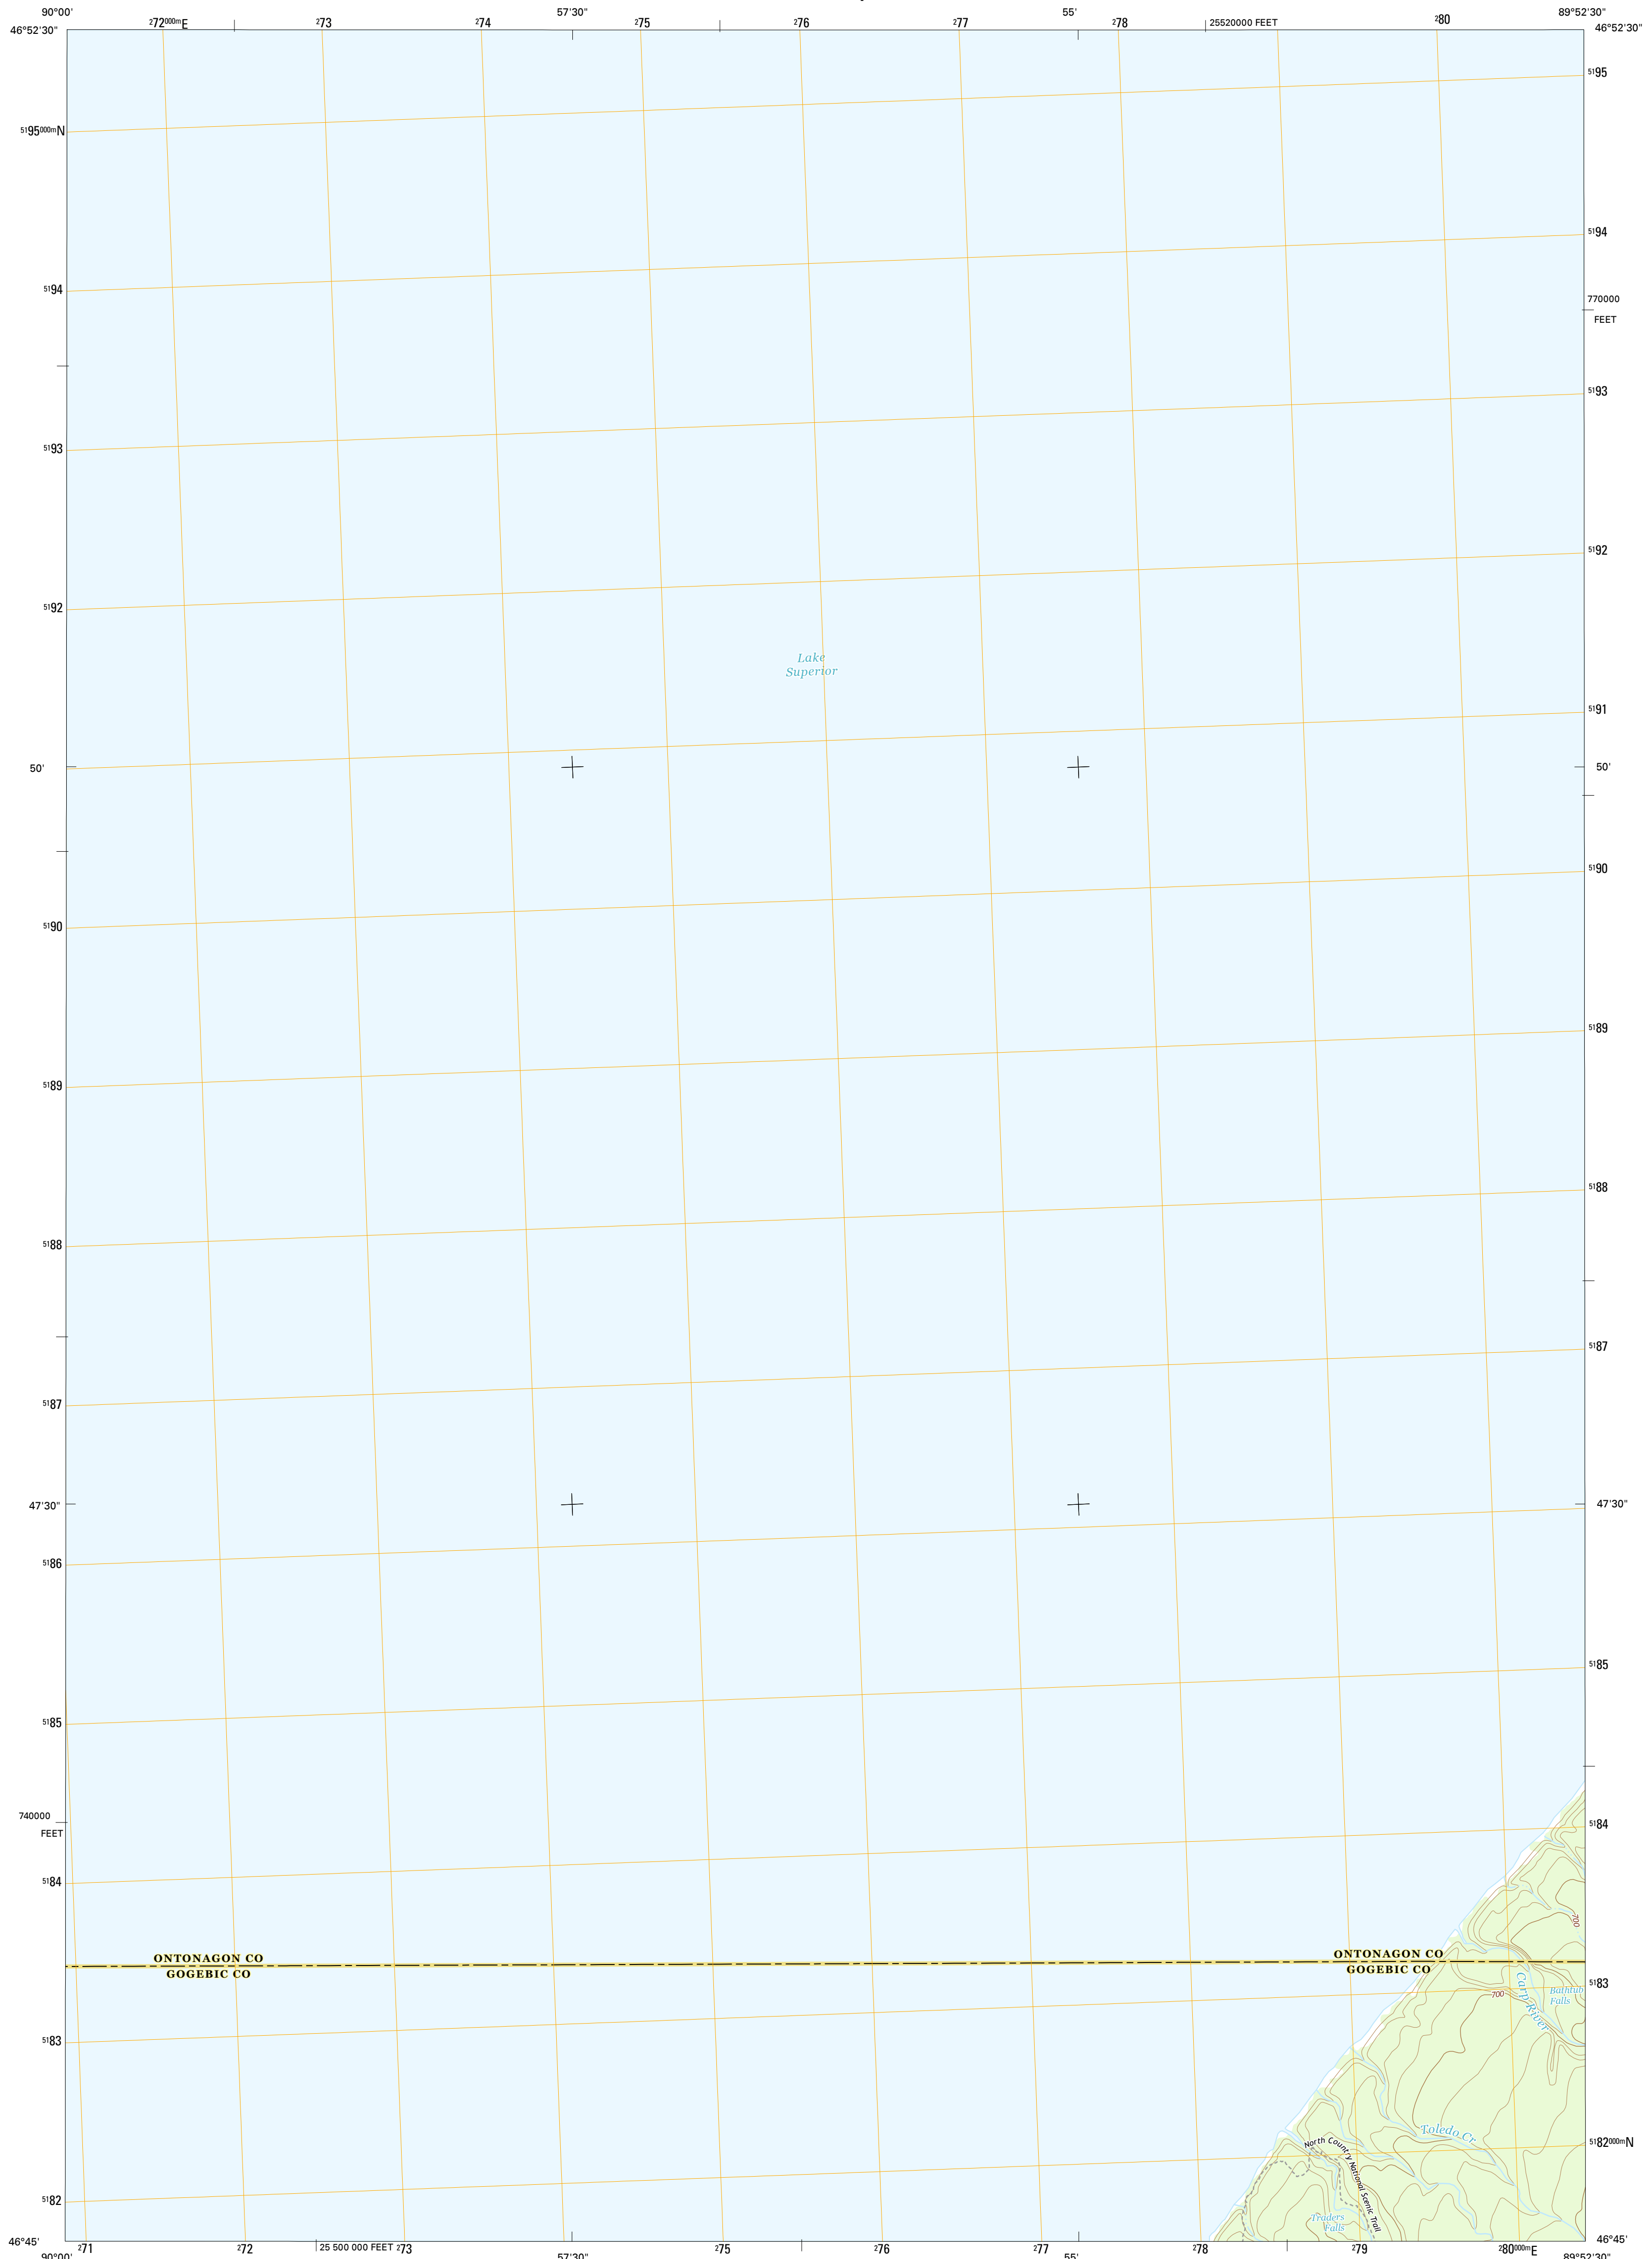 90°00' ²72⁰⁰⁰ᵐE ²73 ²74 57'30" ²75 ²76 ²77 55' ²78 25520000 FEET ²80 89°52'30"
46°52'30" 46°52'30"
⁵¹95
⁵¹95⁰⁰⁰ᵐN
⁵¹94
⁵¹94
770000
FEET
⁵¹93
⁵¹93
⁵¹92
⁵¹92
Lake
Superior
⁵¹91
50' 50'
⁵¹90
⁵¹90
⁵¹89
⁵¹89
⁵¹88
⁵¹88
⁵¹87
⁵¹87
47'30" 47'30"
⁵¹86
⁵¹85
⁵¹85
740000
FEET
⁵¹84
⁵¹84
700
ONTONAGON CO ONTONAGON CO
GOGEBIC CO GOGEBIC CO
⁵¹83
Carp River
Bathtub
Falls
700
⁵¹83
Toledo Cr
⁵¹82⁰⁰⁰ᵐN
North Country National Scenic Trail
⁵¹82
Traders
Falls
46°45' 46°45'
²71 ²72 25 500 000 FEET ²73 ²75 ²76 ²77 ²78 ²79 ²80⁰⁰⁰ᵐE
90°00' 57'30" 55' 89°52'30"